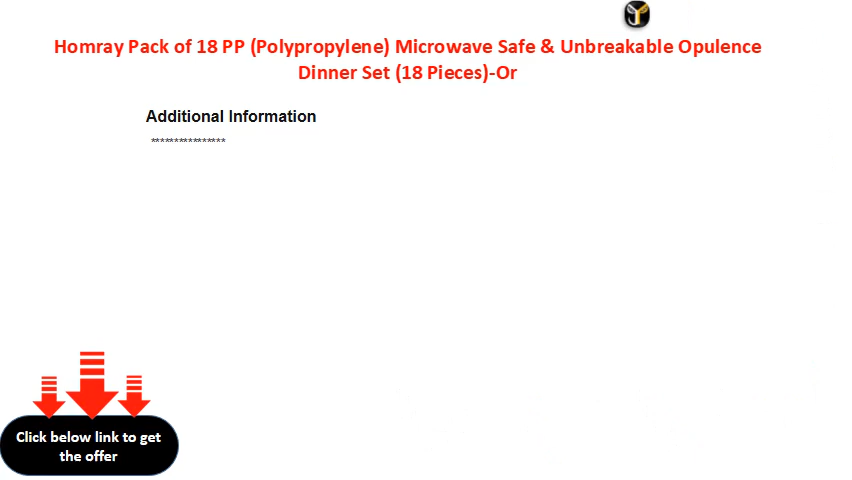 Homray Pack of 18 PP (Polypropylene) Microwave Safe & Unbreakable Opulence
Dinner Set (18 Pieces)-Or
Additional Information
****************
Click below link to get
the offer